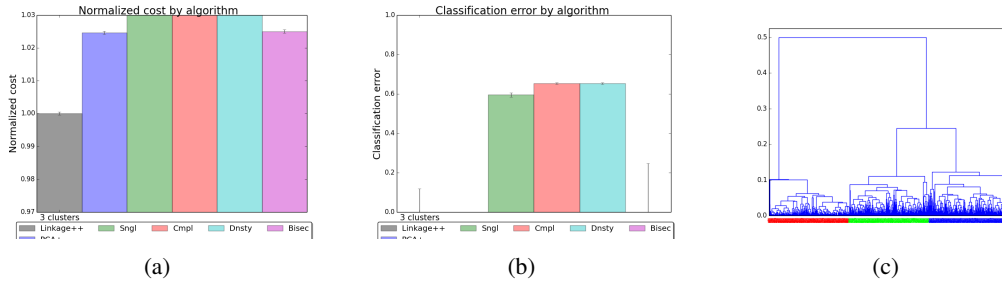 Normalized cost by algorithm
1.03
1.02
1.01
1.00
0.99
0.98
0.97
Normalized cost
3 clusters
Linkage++ Sngl Cmpl Dnsty Bisec
PCA+
(a)
Classification error by algorithm
1.0
0.8
0.6
0.4
0.2
0.0
Classification error
3 clusters
Linkage++ Sngl Cmpl Dnsty Bisec
(b)
0.5
0.4
0.3
0.2
0.1
0.0
(c)